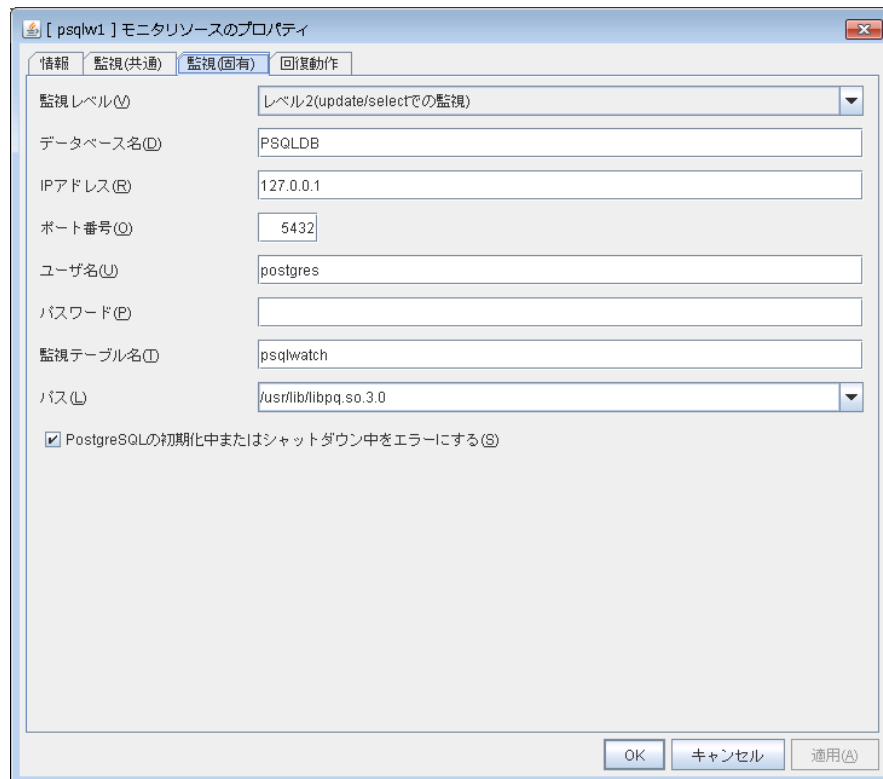 [ psqlw1 ] モニタリソースのプロパティ
情報 監視(共通) 監視(固有) 回復動作
監視レベル(V) レベル2(update/selectでの監視)
データベース名(D) PSQLDB
IPアドレス(R) 127.0.0.1
ポート番号(O) 5432
ユーザ名(U) postgres
パスワード(P)
監視テーブル名(T) psqlwatch
パス(L) /usr/lib/libpq.so.3.0
PostgreSQLの初期化中またはシャットダウン中をエラーにする(S)
OK キャンセル 適用(A)